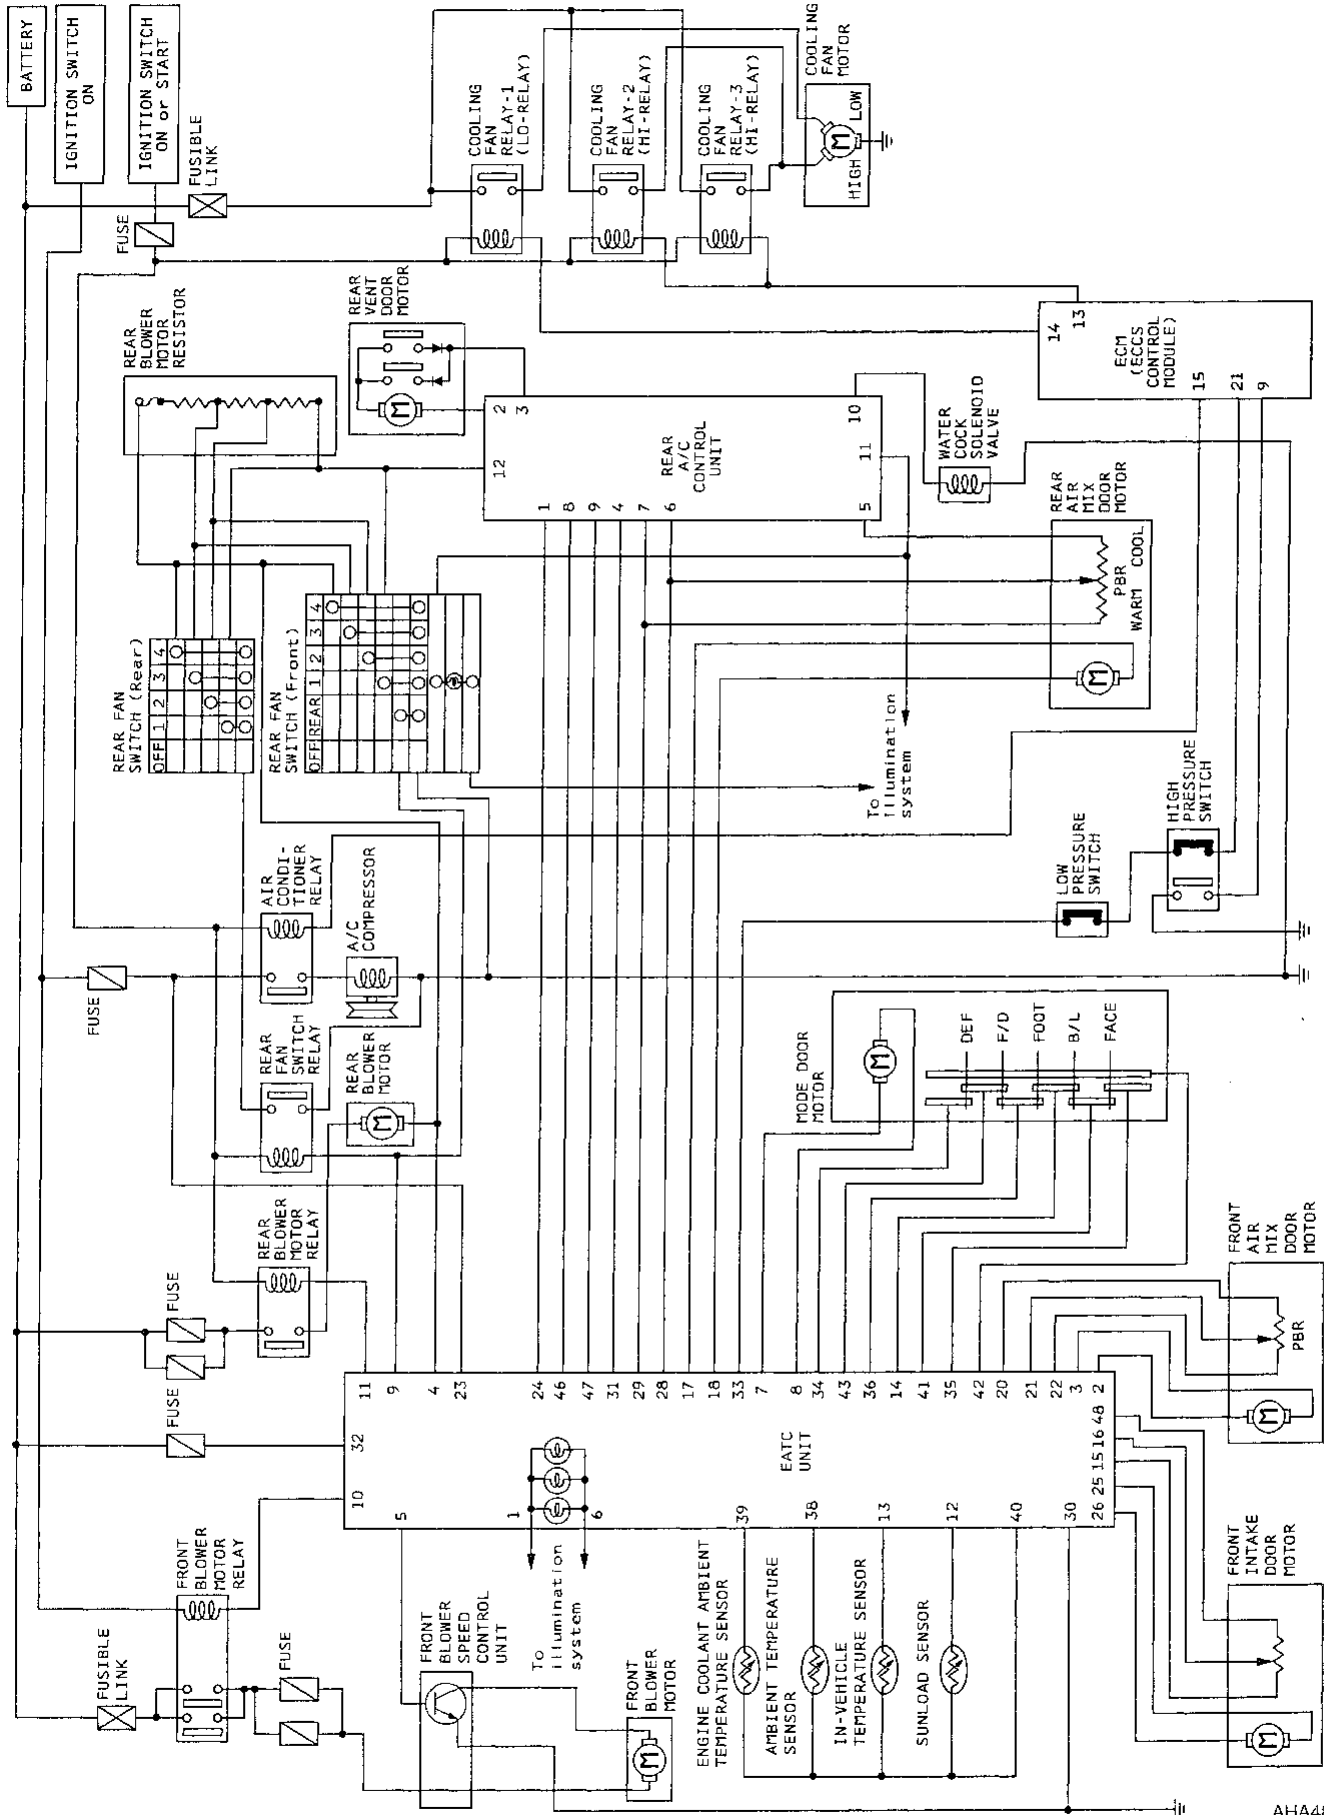 BATTERY
IGNITION SWITCH
ON
IGNITION SWITCH
ON or START
FUSIBLE
LINK
FUSE
COOLING
FAN
RELAY-1
(LO-RELAY)
COOLING
FAN
RELAY-2
(HI-RELAY)
COOLING
FAN
RELAY-3
(HI-RELAY)
COOLING
FAN
MOTOR
HIGH
M
LOW
REAR
BLOWER
MOTOR
RESISTOR
REAR
VENT
DOOR
MOTOR
M
2
3
12
10
11
1
8
9
4
7
6
5
REAR
A/C
CONTROL
UNIT
WATER
COCK
SOLENOID
VALVE
14
13
ECM
(ECCS
CONTROL
MODULE)
15
21
9
REAR
AIR
MIX
DOOR
MOTOR
COOL
PBR
WARM
M
REAR FAN
SWITCH (Rear)
OFF 1 2 3 4
REAR FAN
SWITCH (Front)
OFF REAR 1 2 3 4
To
illumination
system
To
illumination
system
HIGH
PRESSURE
SWITCH
LOW
PRESSURE
SWITCH
FUSE
AIR
CONDI-
TIONER
RELAY
A/C
COMPRESSOR
REAR
FAN
SWITCH
RELAY
REAR
BLOWER
MOTOR
M
MODE DOOR
MOTOR
M
DEF
F/D
FOOT
B/L
FACE
REAR
BLOWER
MOTOR
RELAY
FUSE
FUSE
11
9
4
23
24
46
47
31
29
28
17
18
33
7
8
34
43
36
14
41
35
42
20
21
22
3
2
32
10
5
1
6
39
38
13
12
40
30
26 25 15 16 48
EATC
UNIT
FRONT
AIR
MIX
DOOR
MOTOR
PBR
M
FRONT
BLOWER
MOTOR
RELAY
FUSIBLE
LINK
FUSE
FRONT
BLOWER
SPEED
CONTROL
UNIT
To
illumination
system
FRONT
BLOWER
MOTOR
M
ENGINE COOLANT AMBIENT
TEMPERATURE SENSOR
AMBIENT TEMPERATURE
SENSOR
IN-VEHICLE
TEMPERATURE SENSOR
SUNLOAD SENSOR
FRONT
INTAKE
DOOR
MOTOR
M